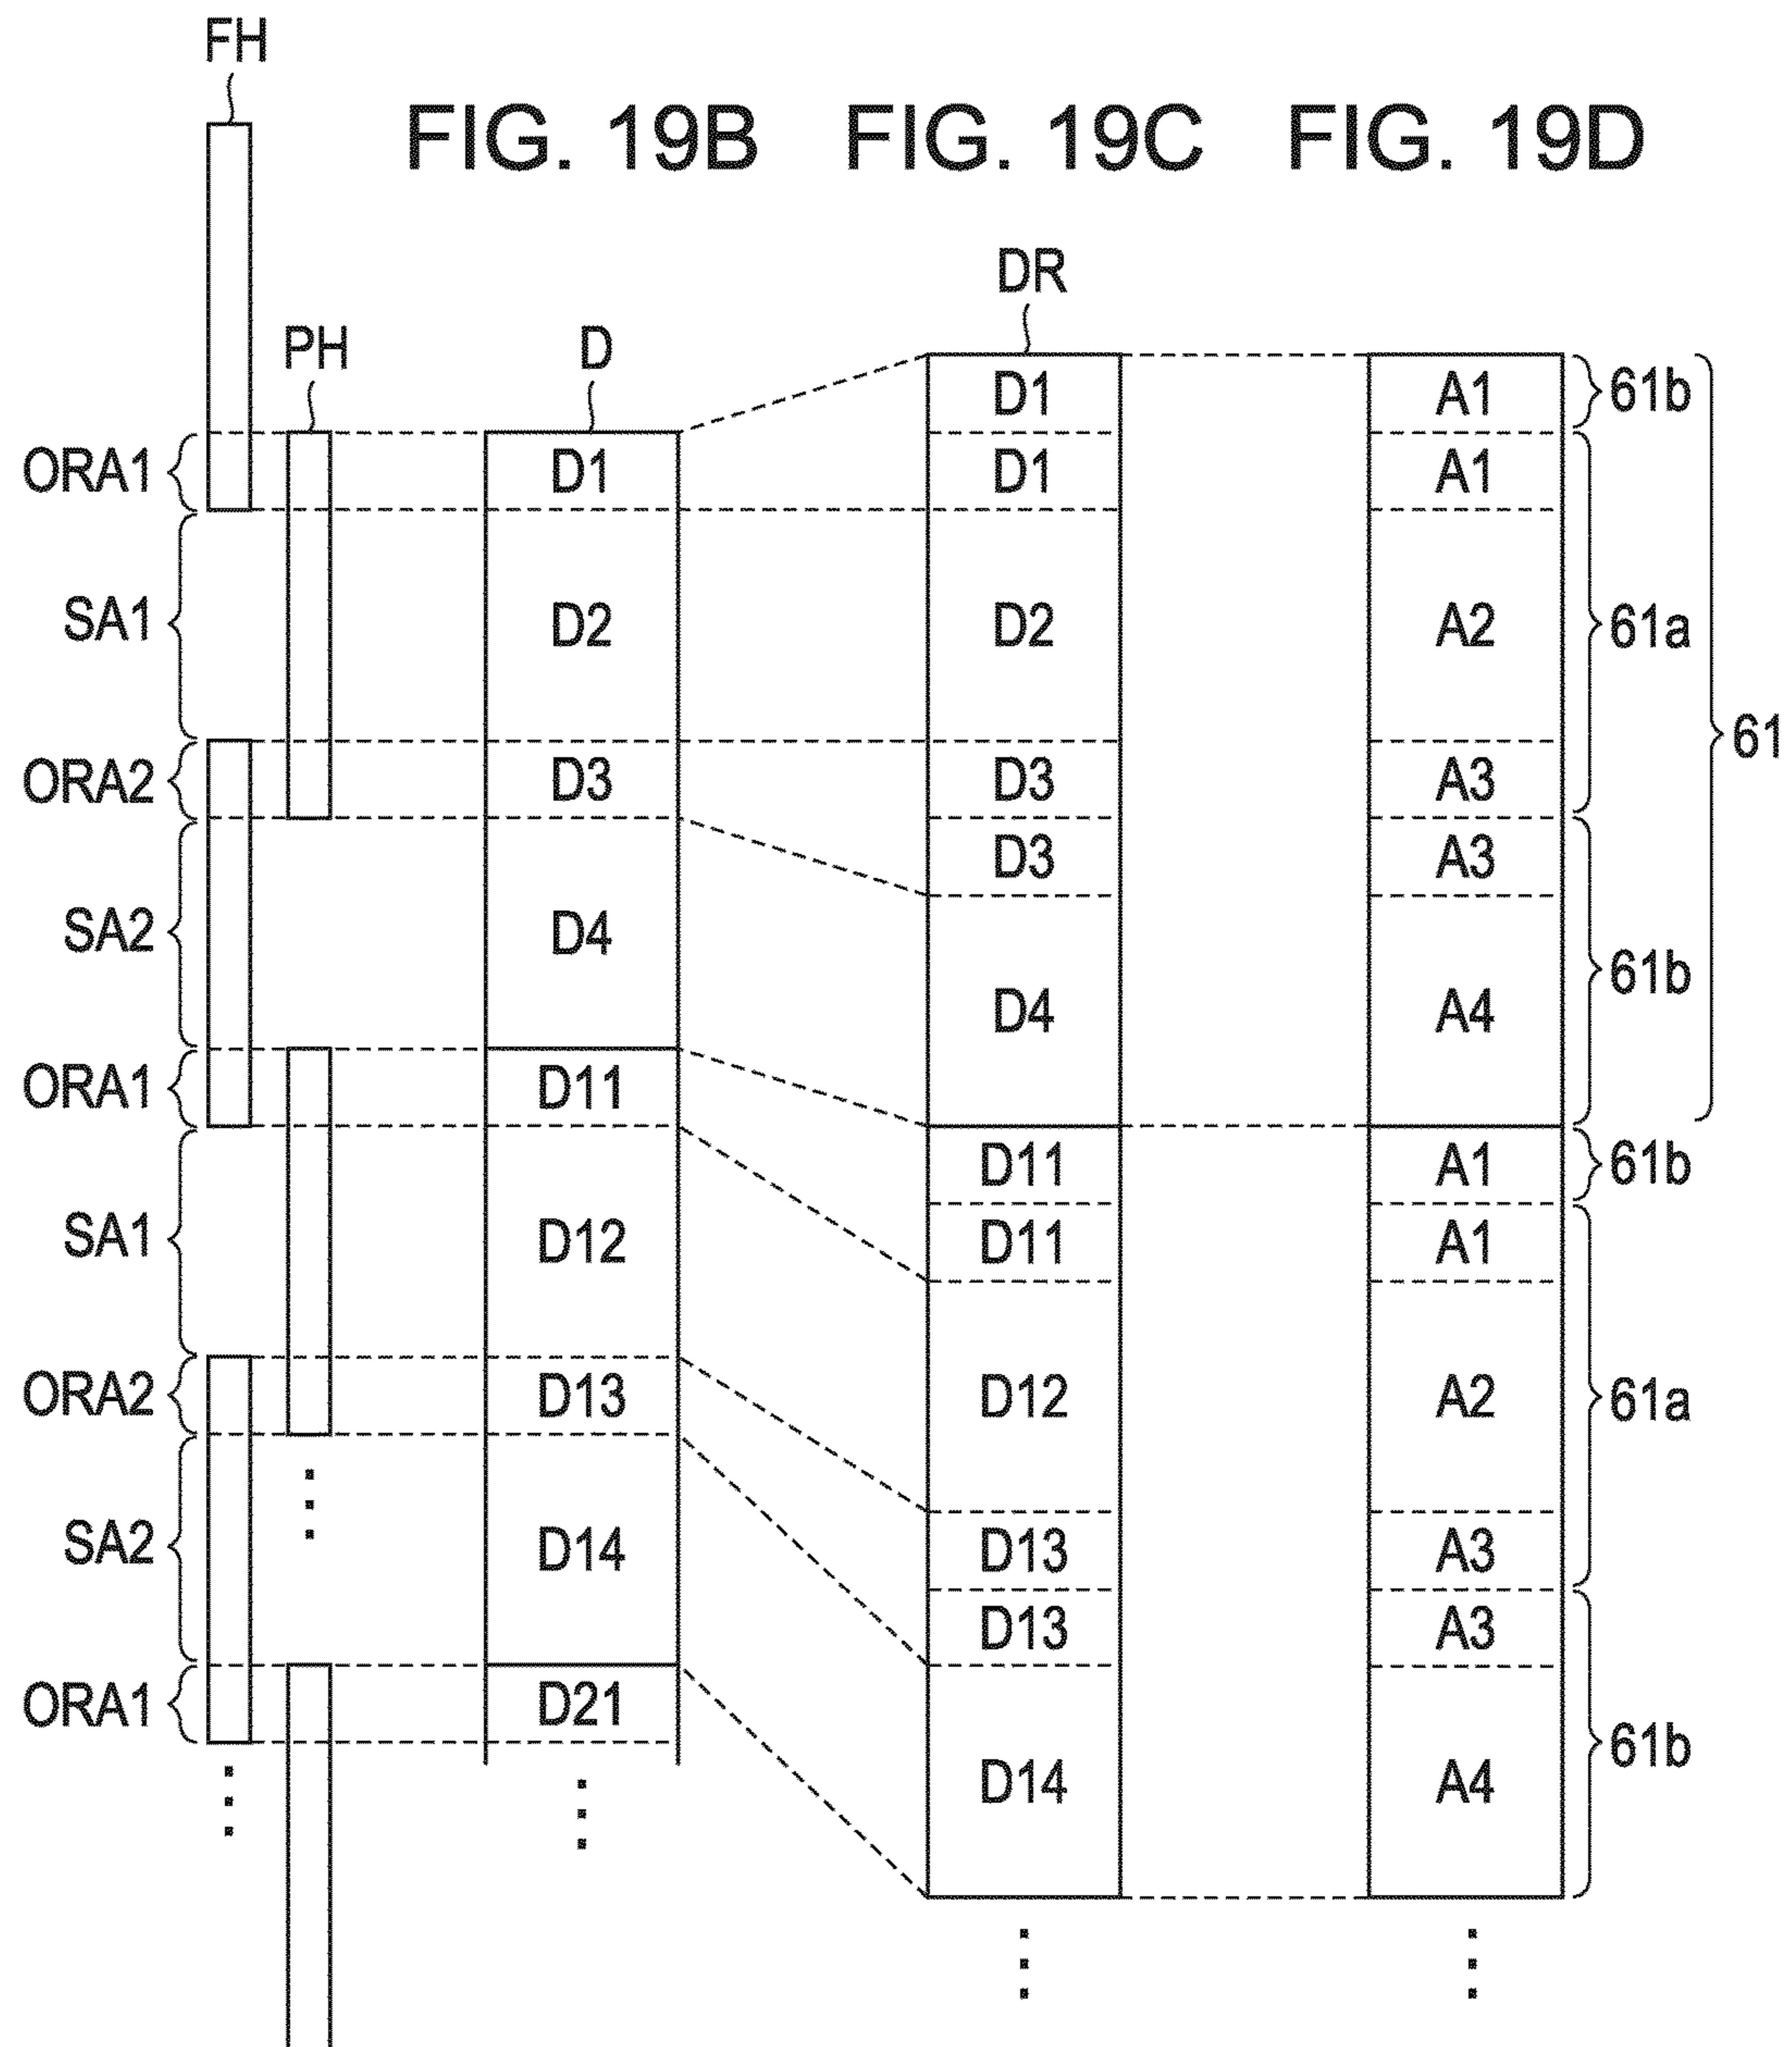 FH
FIG. 19B FIG. 19C FIG. 19D
DR
PH D
D1 A1 61b
ORA1 D1 D1 A1
SA1 D2 D2 A2 61a
61
ORA2 D3 D3 A3
D3 A3
SA2 D4
D4 A4 61b
ORA1 D11
D11 A1 61b
SA1 D12 D11 A1
ORA2 D13 D12 A2 61a
SA2 D14 D13 A3
D13 A3
ORA1 D21
D14 A4 61b